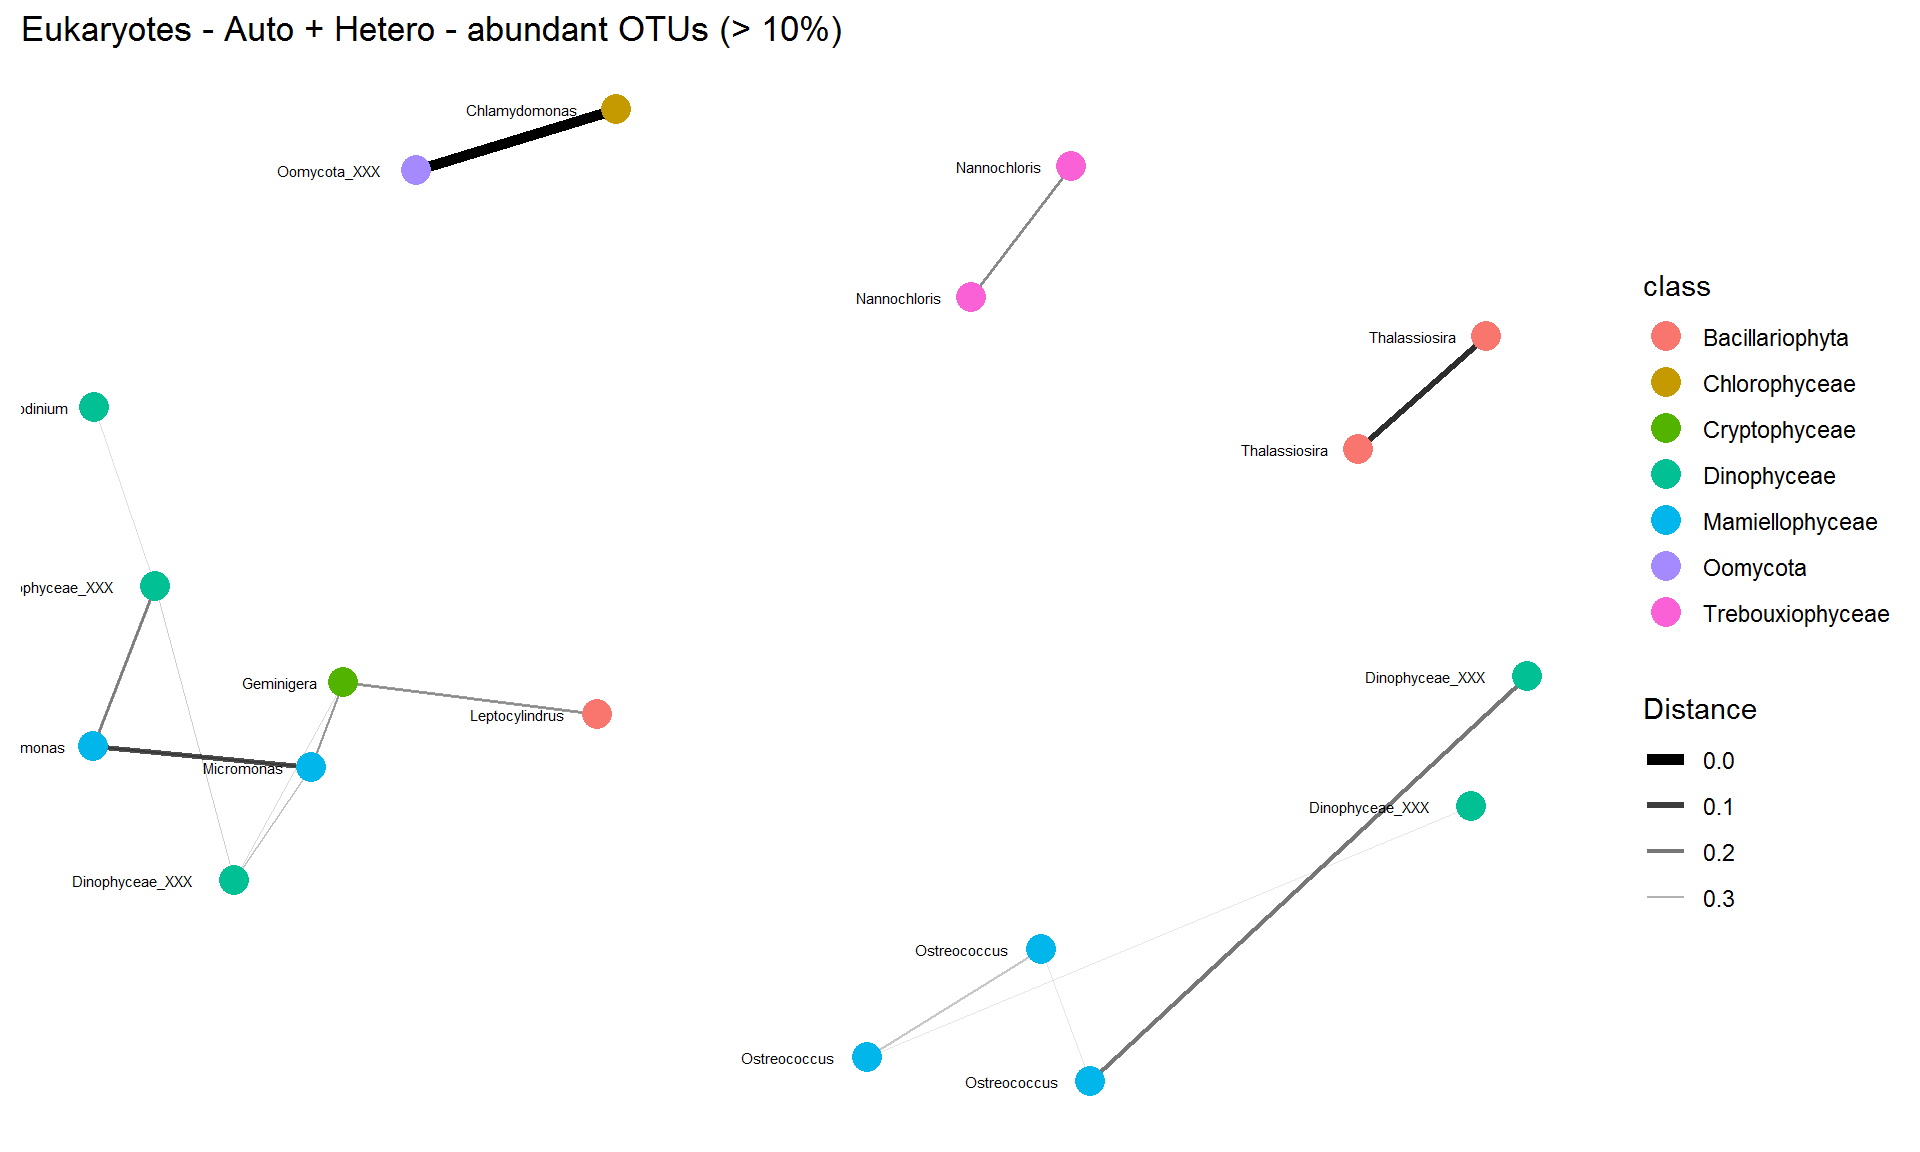 Eukaryotes - Auto + Hetero - abundant OTUs (> 10%)
Chlamydomonas
Oomycota_XXX
Nannochloris
Nannochloris
Thalassiosira
Thalassiosira
odinium
ophyceae_XXX
Geminigera
Leptocylindrus
monas
Micromonas
Dinophyceae_XXX
Dinophyceae_XXX
Dinophyceae_XXX
Ostreococcus
Ostreococcus
Ostreococcus
class
Bacillariophyta
Chlorophyceae
Cryptophyceae
Dinophyceae
Mamiellophyceae
Oomycota
Trebouxiophyceae
Distance
0.0
0.1
0.2
0.3